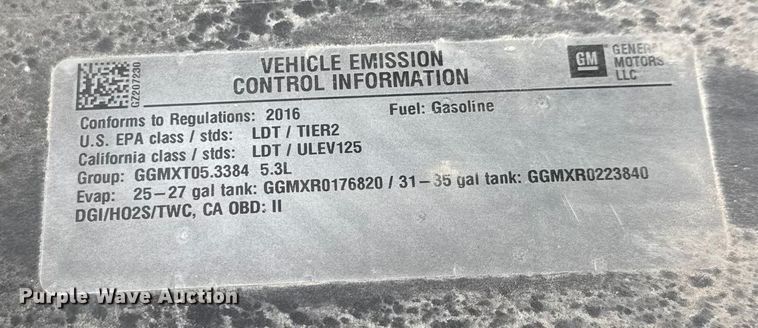 GZ207230
VEHICLE EMISSION
CONTROL INFORMATION
GM
GENERAL
MOTORS
LLC
Conforms to Regulations: 2016
Fuel: Gasoline
U.S. EPA class / stds: LDT / TIER2
California class / stds: LDT / ULEV125
Group: GGMXT05.3384 5.3L
Evap: 25-27 gal tank: GGMXR0176820 / 31-35 gal tank: GGMXR0223840
DGI/HO2S/TWC, CA OBD: II
Purple Wave Auction